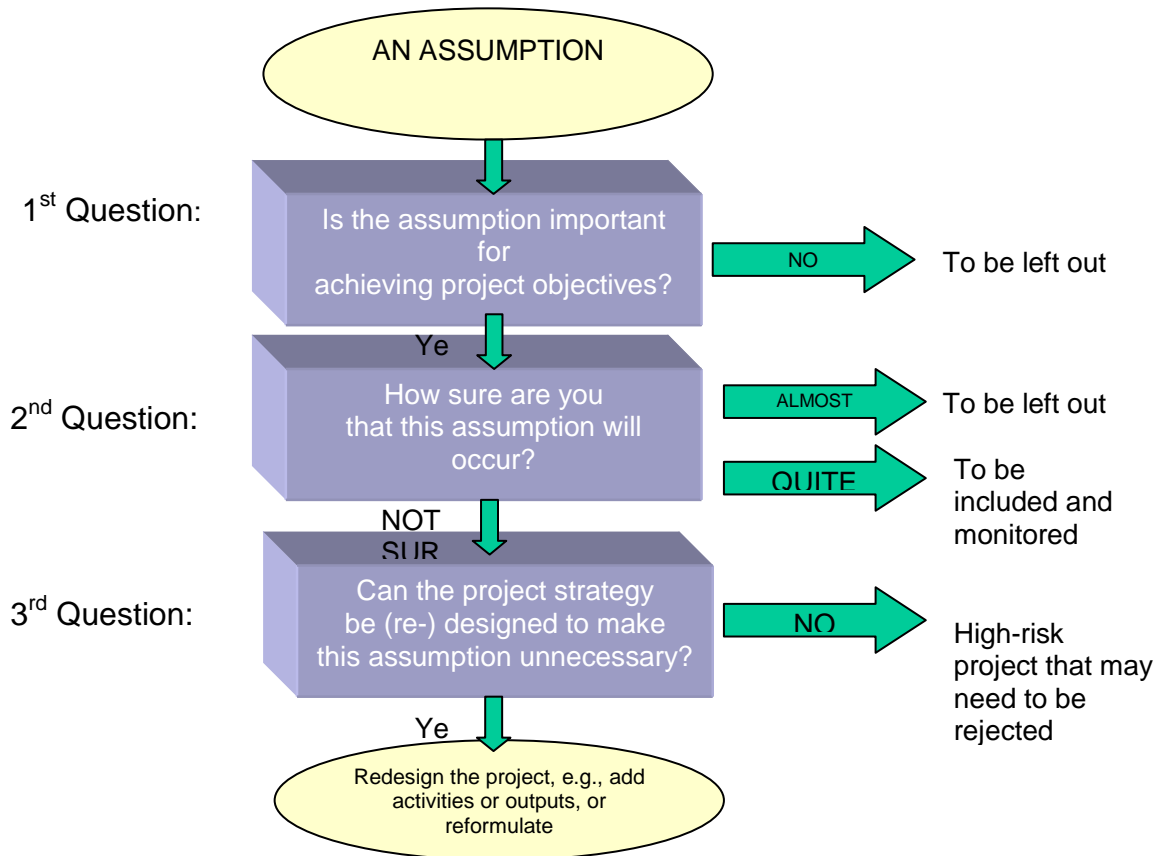 AN ASSUMPTION
1st Question:
Is the assumption important
for
achieving project objectives?
NO
To be left out
Ye
2nd Question:
How sure are you
that this assumption will
occur?
ALMOST
To be left out
QUITE
To be
included and
monitored
NOT
SUR
3rd Question:
Can the project strategy
be (re-) designed to make
this assumption unnecessary?
NO
High-risk
project that may
need to be
rejected
Ye
Redesign the project, e.g., add
activities or outputs, or
reformulate